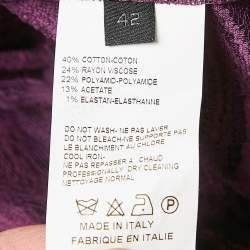 42
40% COTTON-COTON
24% RAYON VISCOSE
22% POLYAMID-POLYAMIDE
13% ACETATE
1% ELASTAN-ELASTHANNE
DO NOT WASH- NE PAS LAVER
DO NOT BLEACH-NE SUPPORTE PAS
LE BLANCHIMENT AU CHLORE
COOL IRON-
NE PAS REPASSER A CHAUD
PROFESSIONALLY DRY CLEANING
NETTOYAGE NORMAL
P
MADE IN ITALY
FABRIQUE EN ITALIE